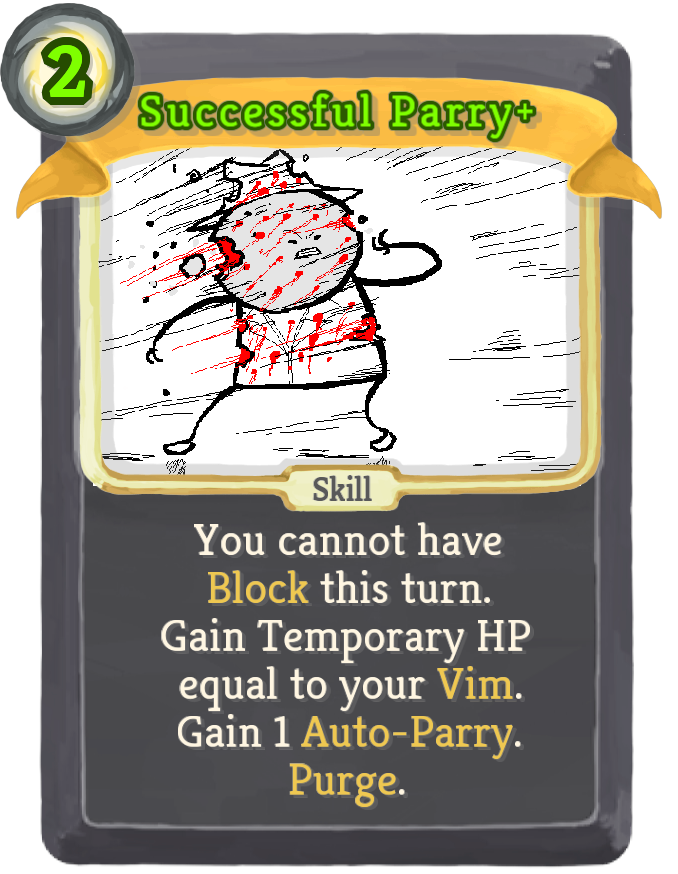 2
Successful Parry+
Skill
You cannot have
Block this turn.
Gain Temporary HP
equal to your Vim.
Gain 1 Auto-Parry.
Purge.